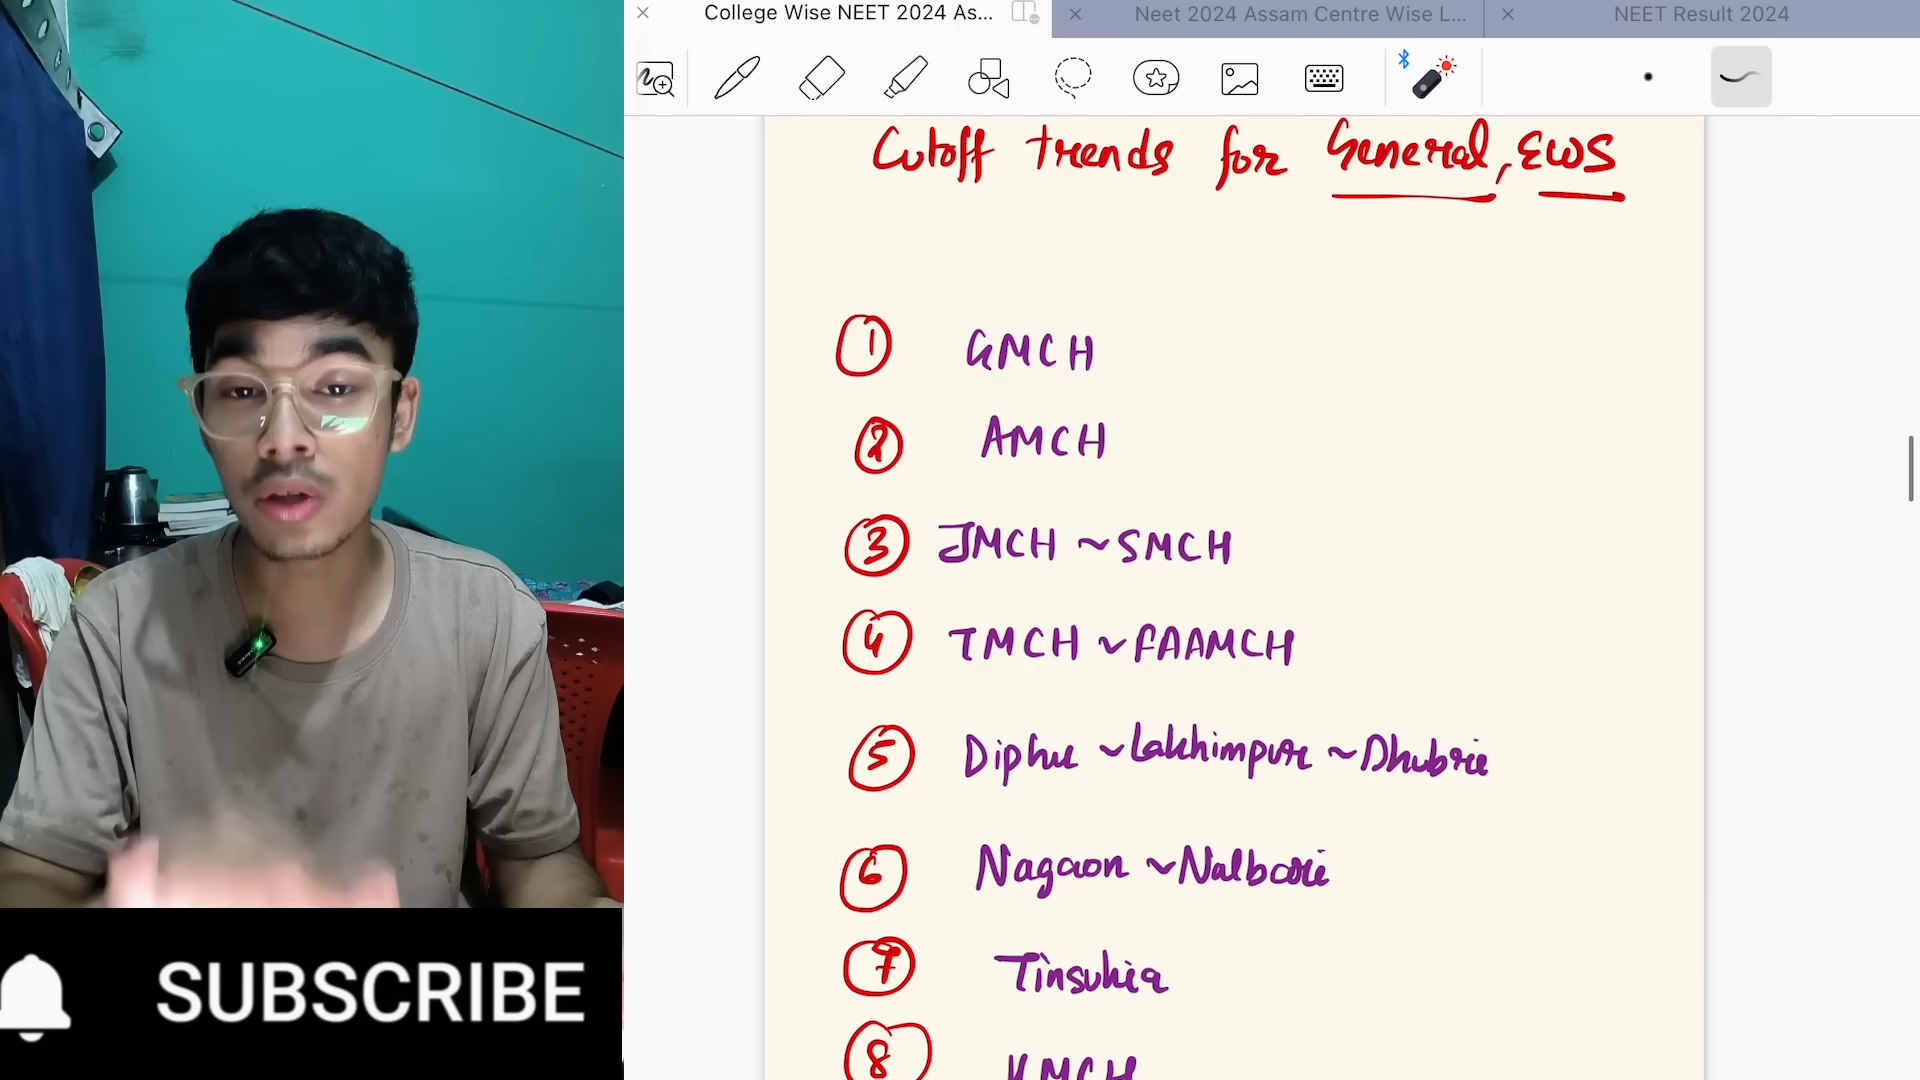 College Wise NEET 2024 As...
Neet 2024 Assam Centre Wise L...
NEET Result 2024
Cutoff trends for General, EWS
1 GMCH
2 AMCH
3 JMCH ~ SMCH
4 TMCH ~ FAAMCH
5 Diphu ~ Lakhimpur ~ Dhubri
6 Nagaon ~ Nalbari
7 Tinsukia
8 KMCH
SUBSCRIBE